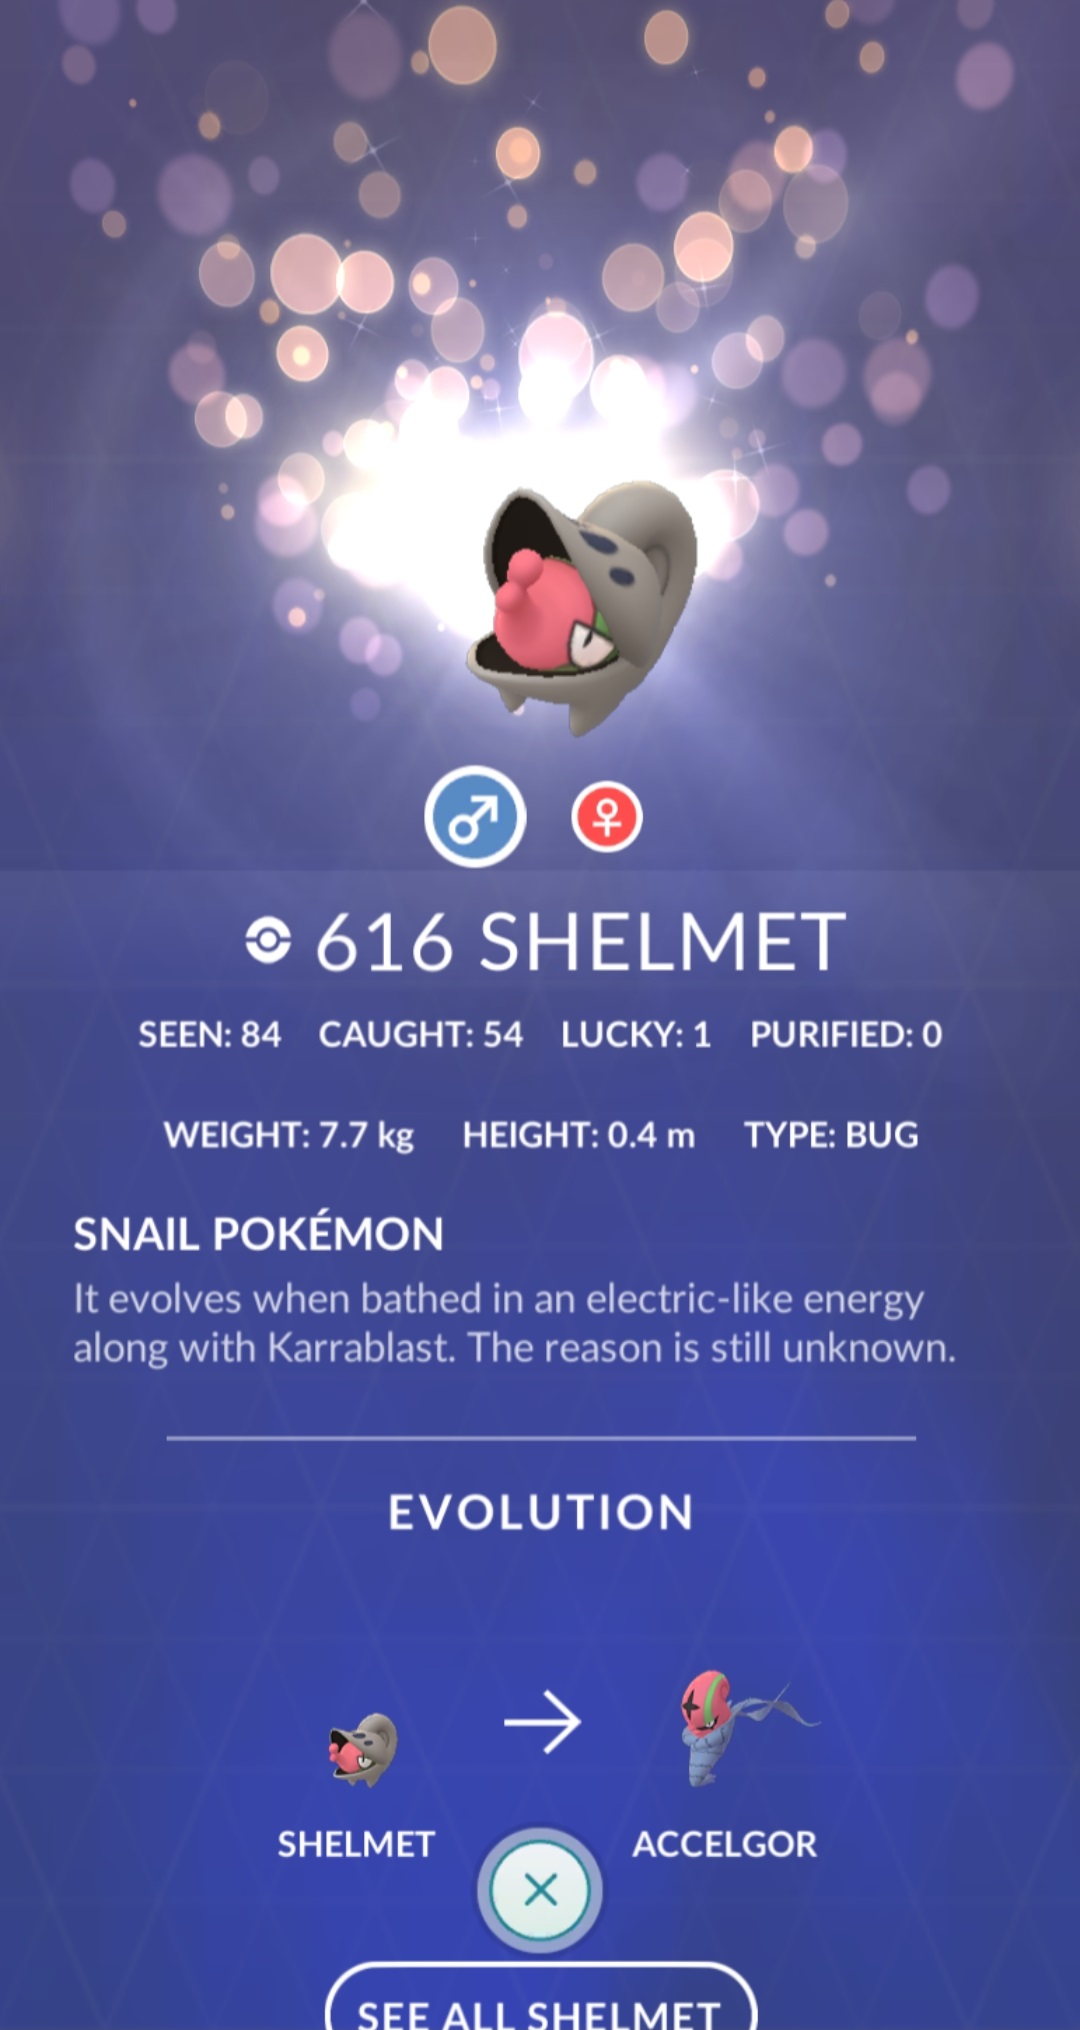 616 SHELMET
SEEN: 84 CAUGHT: 54 LUCKY: 1 PURIFIED: 0
WEIGHT: 7.7 kg HEIGHT: 0.4 m TYPE: BUG
SNAIL POKÉMON
It evolves when bathed in an electric-like energy
along with Karrablast. The reason is still unknown.
EVOLUTION
SHELMET ACCELGOR
SEE ALL SHELMET